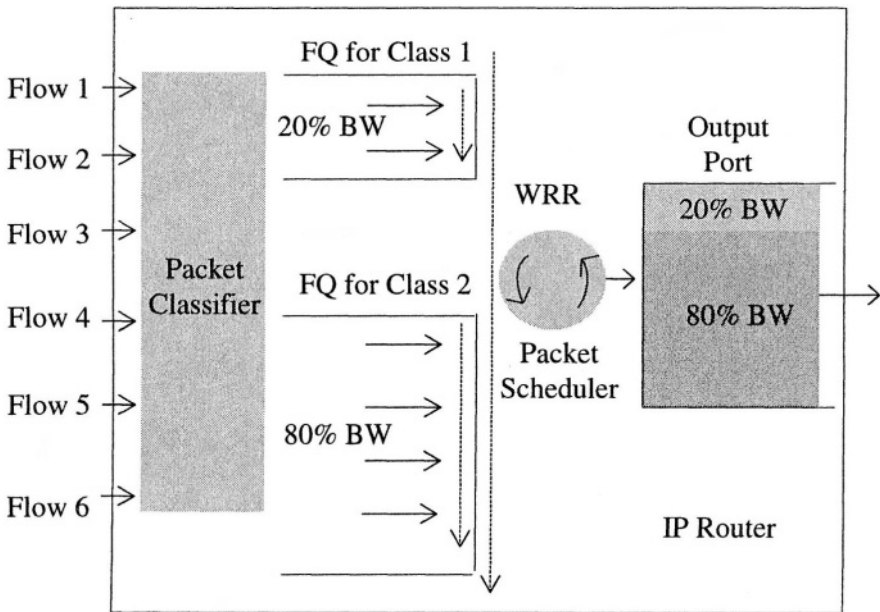 Flow 1
Flow 2
Flow 3
Flow 4
Flow 5
Flow 6
Packet
Classifier
FQ for Class 1
20% BW
FQ for Class 2
80% BW
WRR
Packet
Scheduler
Output
Port
20% BW
80% BW
IP Router